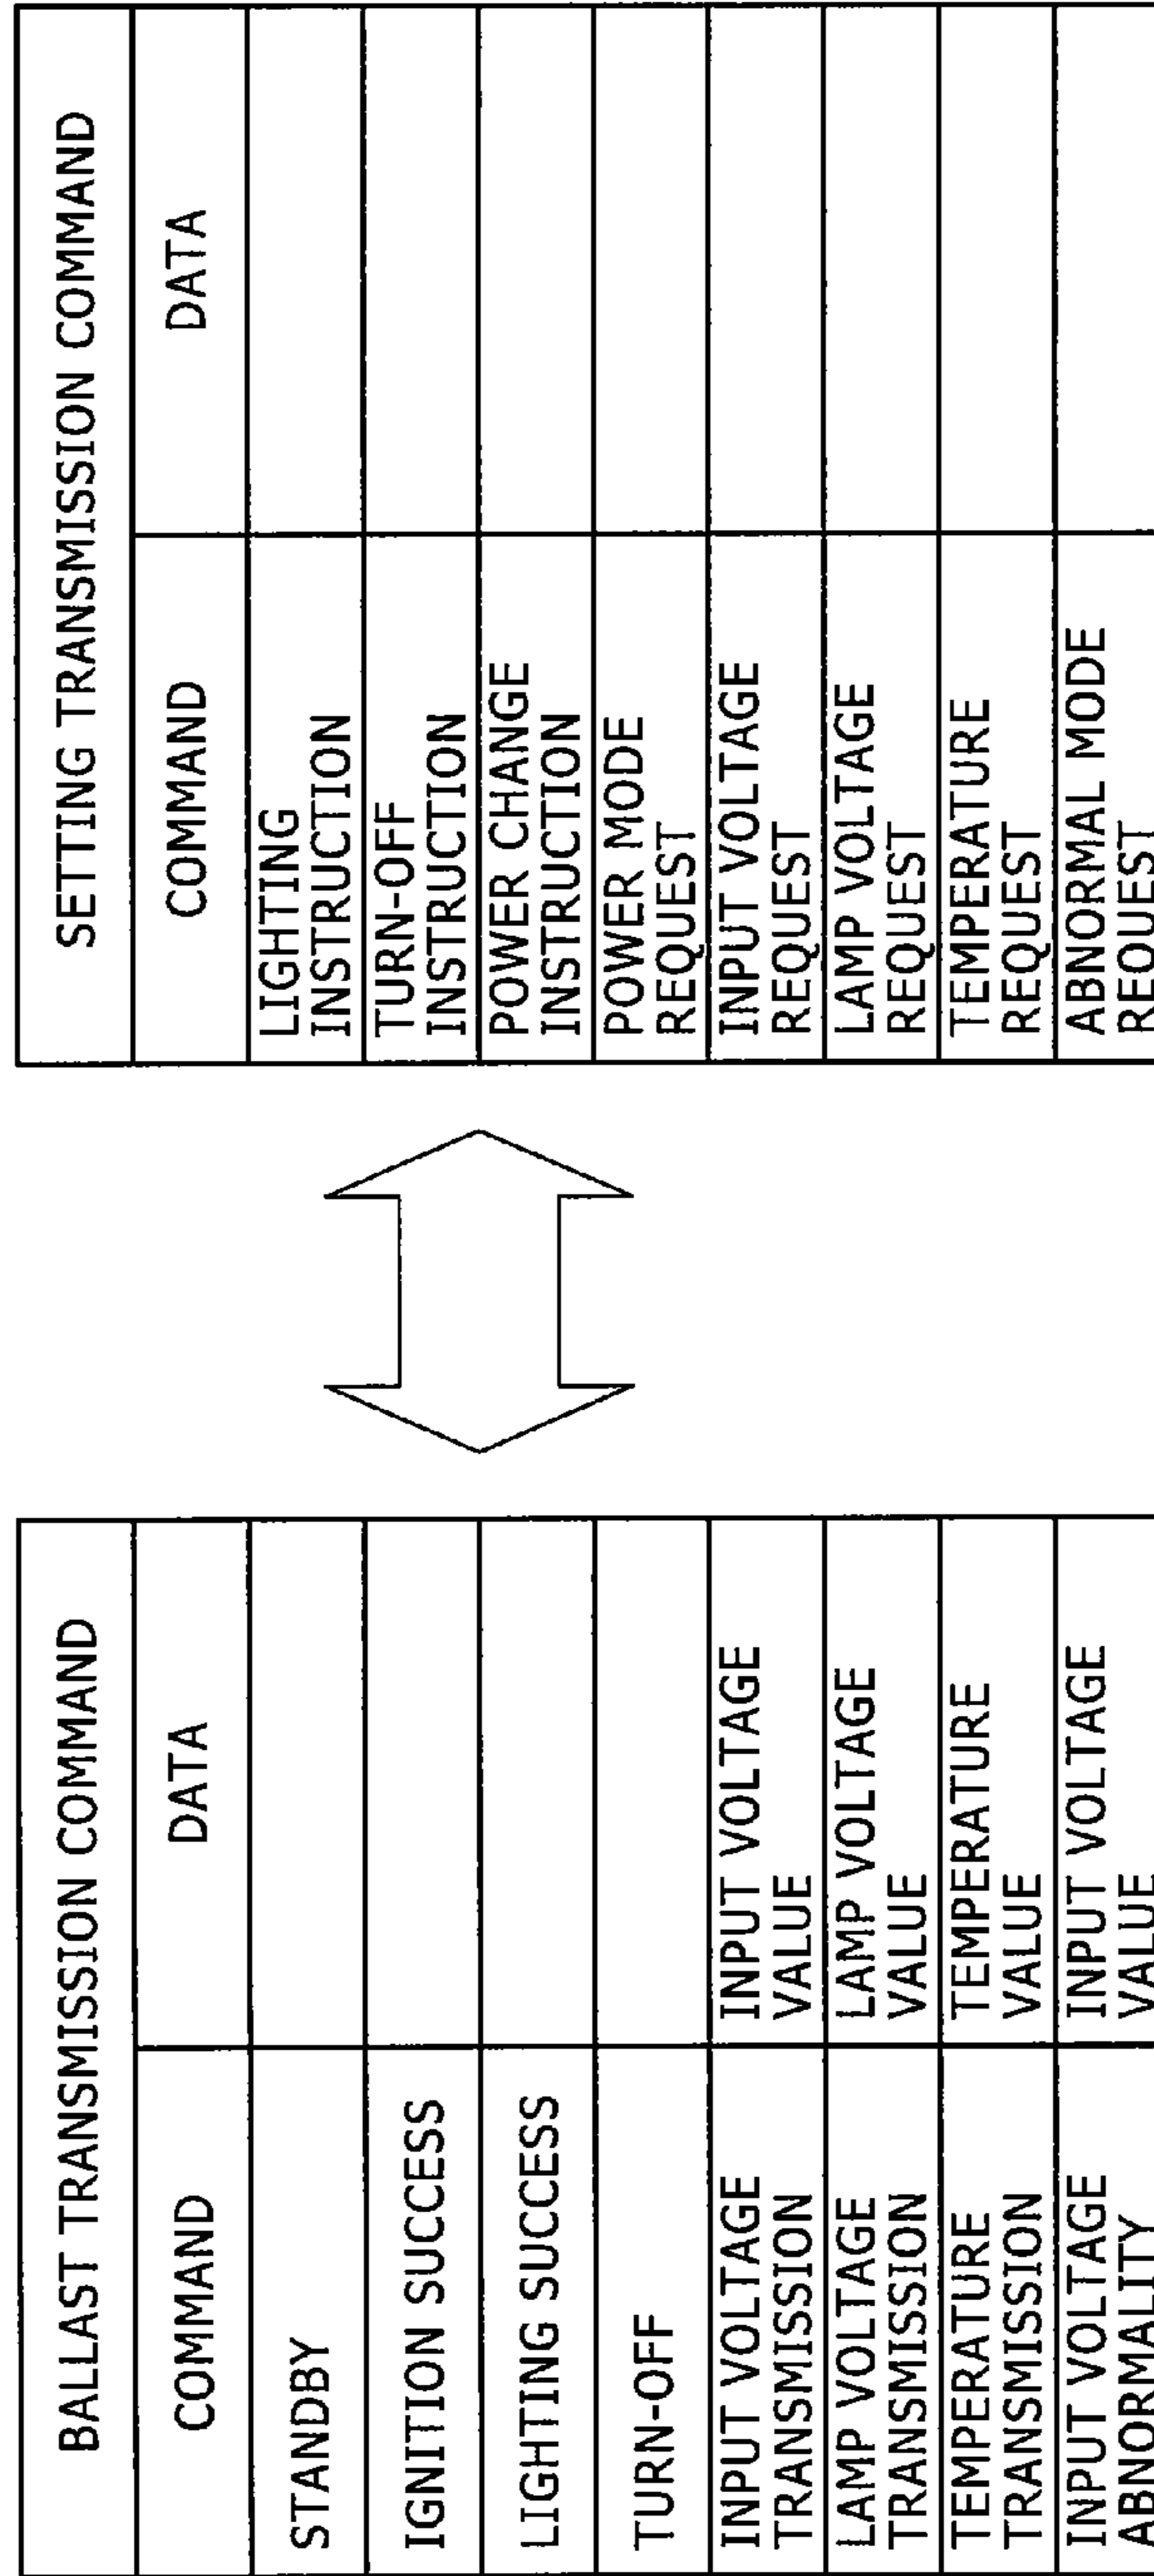 BALLAST TRANSMISSION COMMAND
COMMAND
DATA
STANDBY
IGNITION SUCCESS
LIGHTING SUCCESS
TURN-OFF
INPUT VOLTAGE
TRANSMISSION
INPUT VOLTAGE
VALUE
LAMP VOLTAGE
TRANSMISSION
LAMP VOLTAGE
VALUE
TEMPERATURE
TRANSMISSION
TEMPERATURE
VALUE
INPUT VOLTAGE
ABNORMALITY
INPUT VOLTAGE
VALUE
SETTING TRANSMISSION COMMAND
COMMAND
DATA
LIGHTING
INSTRUCTION
TURN-OFF
INSTRUCTION
POWER CHANGE
INSTRUCTION
POWER MODE
REQUEST
INPUT VOLTAGE
REQUEST
LAMP VOLTAGE
REQUEST
TEMPERATURE
REQUEST
ABNORMAL MODE
REQUEST